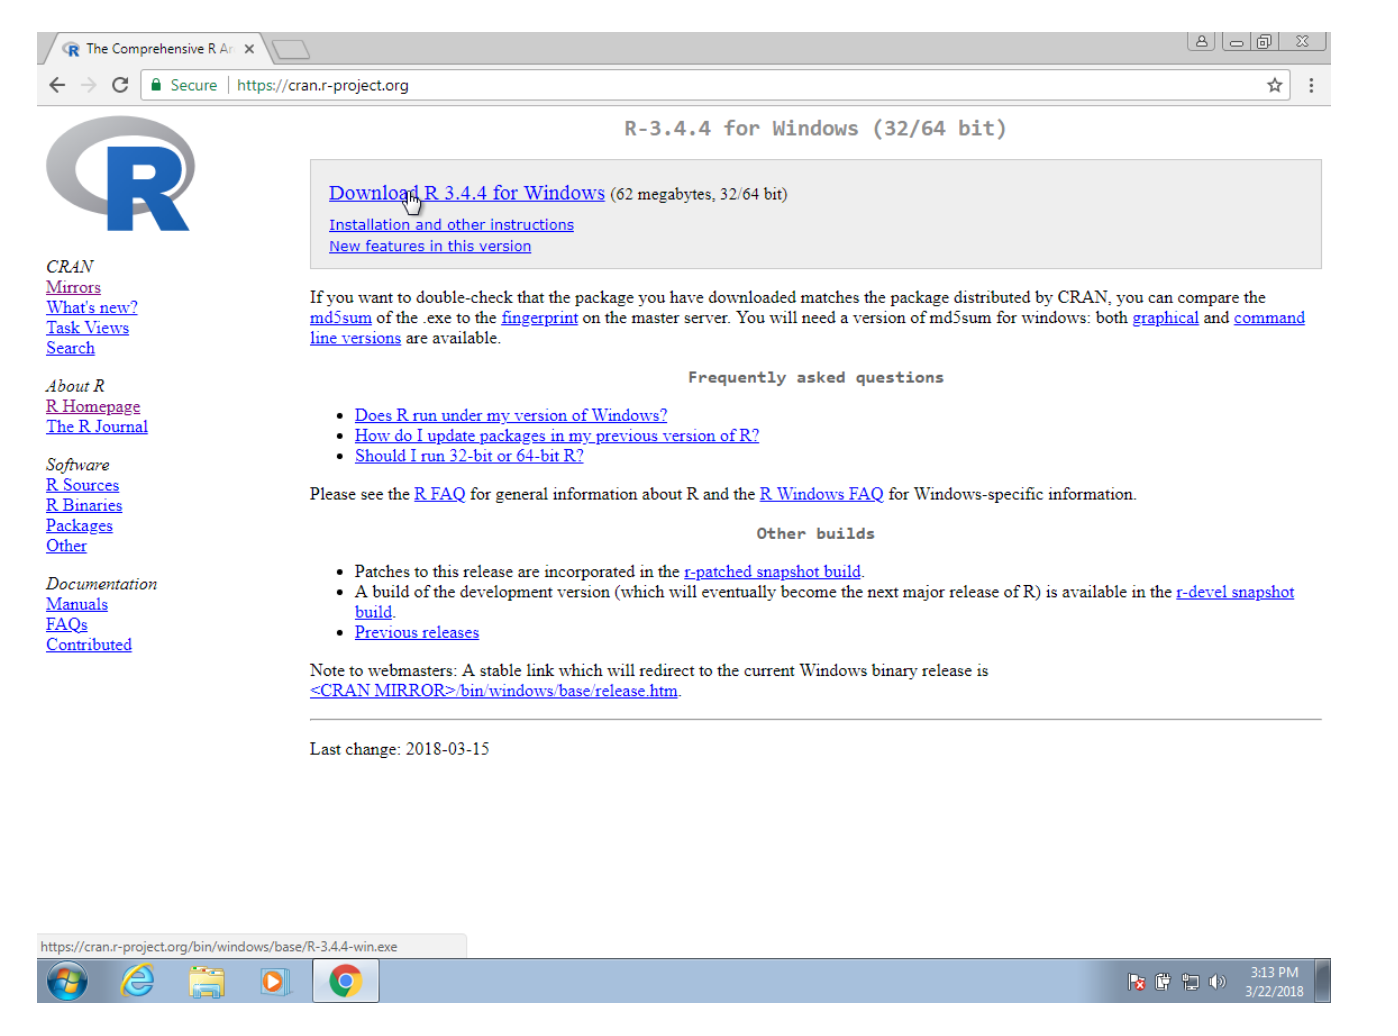 The Comprehensive R Ar
Secure | https://cran.r-project.org
R
R-3.4.4 for Windows (32/64 bit)
Download R 3.4.4 for Windows (62 megabytes, 32/64 bit)
Installation and other instructions
New features in this version
CRAN
Mirrors
What's new?
Task Views
Search
About R
R Homepage
The R Journal
Software
R Sources
R Binaries
Packages
Other
Documentation
Manuals
FAQs
Contributed
If you want to double-check that the package you have downloaded matches the package distributed by CRAN, you can compare the
md5sum of the .exe to the fingerprint on the master server. You will need a version of md5sum for windows: both graphical and command
line versions are available.
Frequently asked questions
• Does R run under my version of Windows?
• How do I update packages in my previous version of R?
• Should I run 32-bit or 64-bit R?
Please see the R FAQ for general information about R and the R Windows FAQ for Windows-specific information.
Other builds
• Patches to this release are incorporated in the r-patched snapshot build.
• A build of the development version (which will eventually become the next major release of R) is available in the r-devel snapshot
build.
• Previous releases
Note to webmasters: A stable link which will redirect to the current Windows binary release is
<CRAN MIRROR>/bin/windows/base/release.htm.
Last change: 2018-03-15
https://cran.r-project.org/bin/windows/base/R-3.4.4-win.exe
3:13 PM
3/22/2018